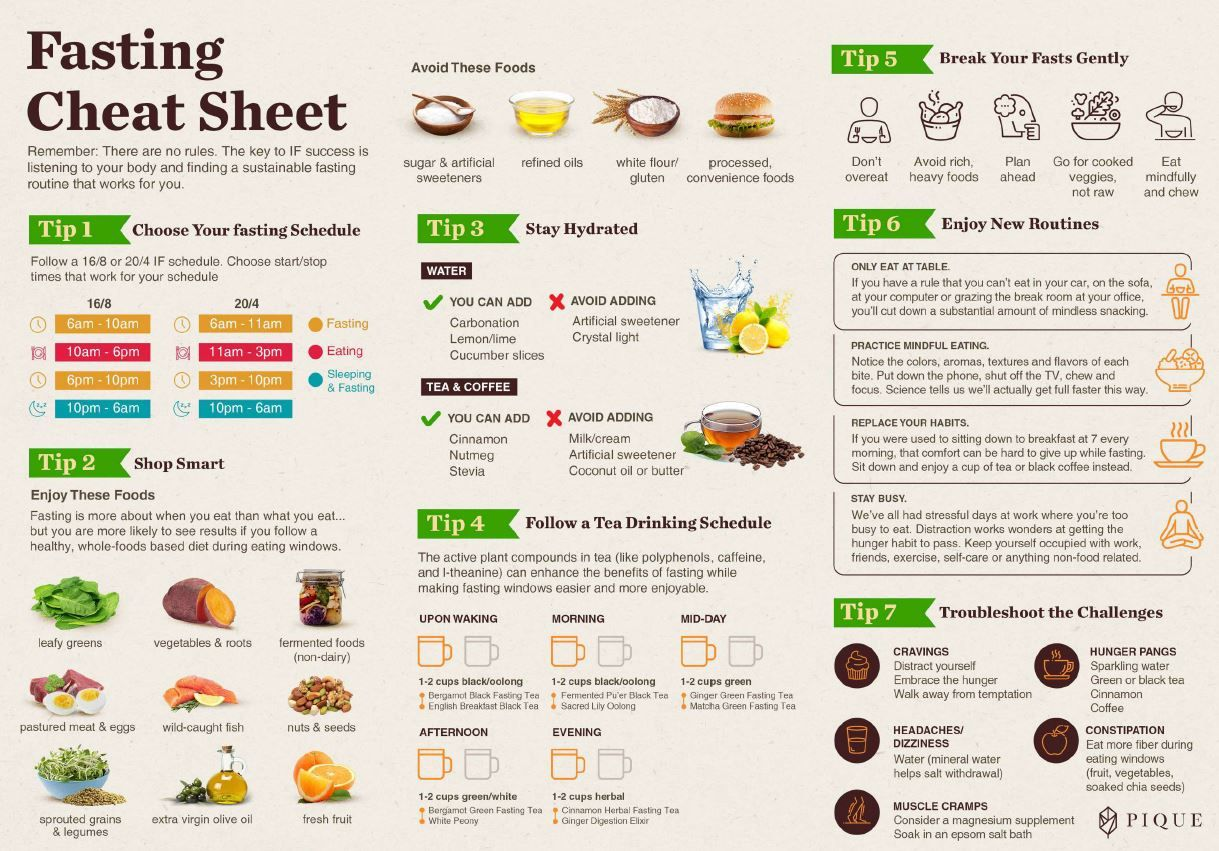 Fasting
Cheat Sheet
Remember: There are no rules. The key to IF success is
listening to your body and finding a sustainable fasting
routine that works for you.
Tip 1
Choose Your fasting Schedule
Follow a 16/8 or 20/4 IF schedule. Choose start/stop
times that work for your schedule
16/8
20/4
6am - 10am
6am - 11am
Fasting
10am - 6pm
11am - 3pm
Eating
6pm - 10pm
3pm - 10pm
Sleeping
& Fasting
10pm - 6am
10pm - 6am
Tip 2
Shop Smart
Enjoy These Foods
Fasting is more about when you eat than what you eat...
but you are more likely to see results if you follow a
healthy, whole-foods based diet during eating windows.
leafy greens
vegetables & roots
fermented foods
(non-dairy)
pastured meat & eggs
wild-caught fish
nuts & seeds
sprouted grains
& legumes
extra virgin olive oil
fresh fruit
Avoid These Foods
sugar & artificial
sweeteners
refined oils
white flour/
gluten
processed,
convenience foods
Tip 3
Stay Hydrated
WATER
YOU CAN ADD
Carbonation
Lemon/lime
Cucumber slices
AVOID ADDING
Artificial sweetener
Crystal light
TEA & COFFEE
YOU CAN ADD
Cinnamon
Nutmeg
Stevia
AVOID ADDING
Milk/cream
Artificial sweetener
Coconut oil or butter
Tip 4
Follow a Tea Drinking Schedule
The active plant compounds in tea (like polyphenols, caffeine,
and l-theanine) can enhance the benefits of fasting while
making fasting windows easier and more enjoyable.
UPON WAKING
1-2 cups black/oolong
Bergamot Black Fasting Tea
English Breakfast Black Tea
MORNING
1-2 cups black/oolong
Fermented Pu'er Black Tea
Sacred Lily Oolong
MID-DAY
1-2 cups green
Ginger Green Fasting Tea
Matcha Green Fasting Tea
AFTERNOON
1-2 cups green/white
Bergamot Green Fasting Tea
White Peony
EVENING
1-2 cups herbal
Cinnamon Herbal Fasting Tea
Ginger Digestion Elixir
Tip 5
Break Your Fasts Gently
Don't
overeat
Avoid rich,
heavy foods
Plan
ahead
Go for cooked
veggies,
not raw
Eat
mindfully
and chew
Tip 6
Enjoy New Routines
ONLY EAT AT TABLE.
If you have a rule that you can't eat in your car, on the sofa,
at your computer or grazing the break room at your office,
you'll cut down a substantial amount of mindless snacking.
PRACTICE MINDFUL EATING.
Notice the colors, aromas, textures and flavors of each
bite. Put down the phone, shut off the TV, chew and
focus. Science tells us we'll actually get full faster this way.
REPLACE YOUR HABITS.
If you were used to sitting down to breakfast at 7 every
morning, that comfort can be hard to give up while fasting.
Sit down and enjoy a cup of tea or black coffee instead.
STAY BUSY.
We've all had stressful days at work where you're too
busy to eat. Distraction works wonders at getting the
hunger habit to pass. Keep yourself occupied with work,
friends, exercise, self-care or anything non-food related.
Tip 7
Troubleshoot the Challenges
CRAVINGS
Distract yourself
Embrace the hunger
Walk away from temptation
HUNGER PANGS
Sparkling water
Green or black tea
Cinnamon
Coffee
HEADACHES/
DIZZINESS
Water (mineral water
helps salt withdrawal)
CONSTIPATION
Eat more fiber during
eating windows
(fruit, vegetables,
soaked chia seeds)
MUSCLE CRAMPS
Consider a magnesium supplement
Soak in an epsom salt bath
PIQUE